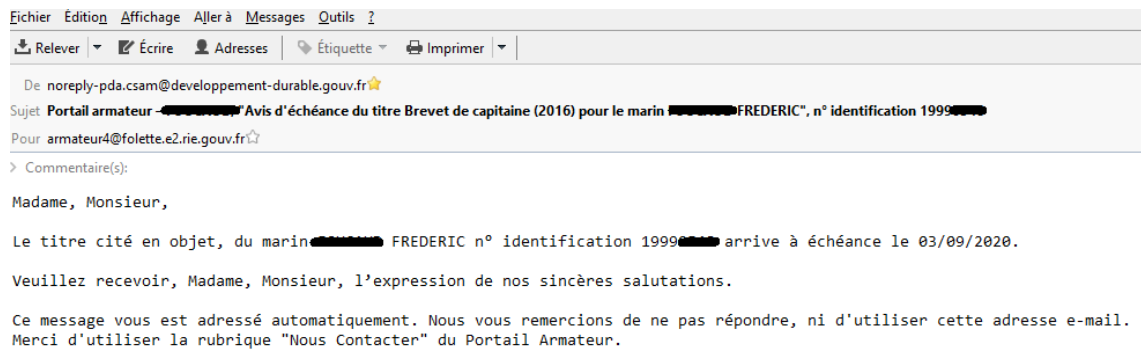 Fichier Édition Affichage Aller à Messages Outils ?
Relever Écrire Adresses Étiquette Imprimer
De noreply-pda.csam@developpement-durable.gouv.fr
Sujet Portail armateur - "Avis d'échéance du titre Brevet de capitaine (2016) pour le marin FREDERIC", n° identification 1999
Pour armateur4@folette.e2.rie.gouv.fr
> Commentaire(s):
Madame, Monsieur,
Le titre cité en objet, du marin FREDERIC n° identification 1999 arrive à échéance le 03/09/2020.
Veuillez recevoir, Madame, Monsieur, l’expression de nos sincères salutations.
Ce message vous est adressé automatiquement. Nous vous remercions de ne pas répondre, ni d'utiliser cette adresse e-mail.
Merci d'utiliser la rubrique "Nous Contacter" du Portail Armateur.